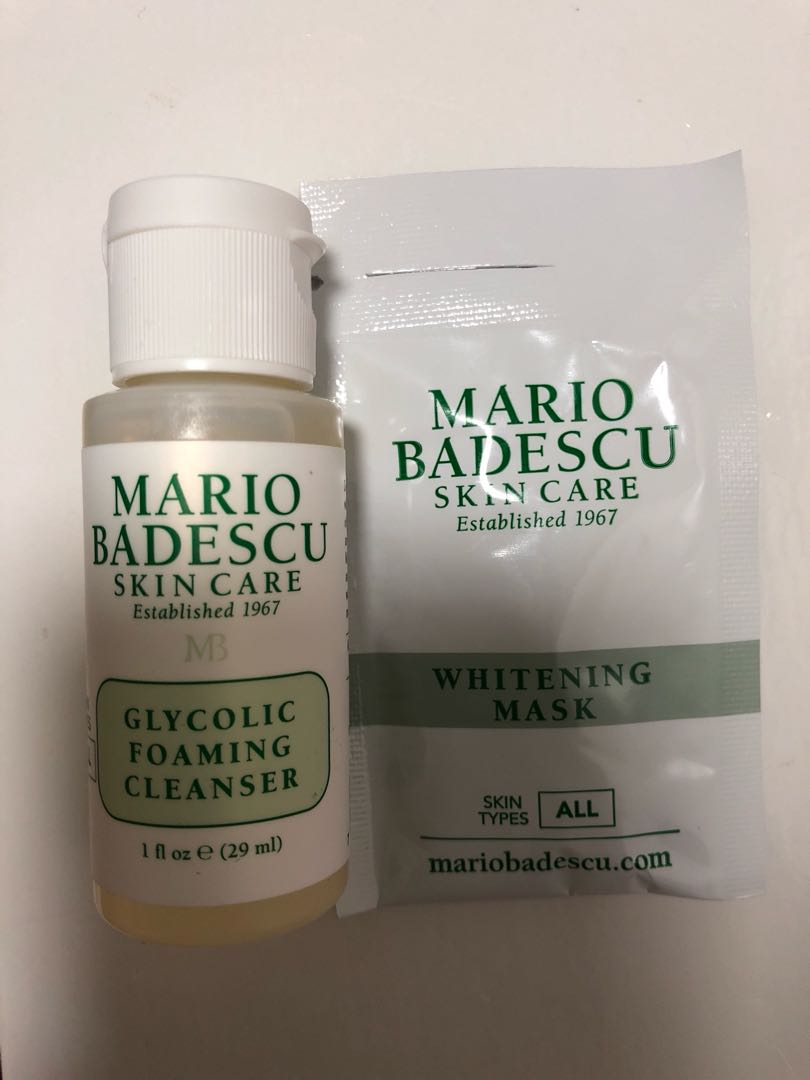 MARIO
BADESCU
SKIN CARE
Established 1967
MB
GLYCOLIC
FOAMING
CLEANSER
1 fl oz e (29 ml)
MARIO
BADESCU
SKIN CARE
Established 1967
WHITENING
MASK
SKIN
TYPES
ALL
mariobadescu.com